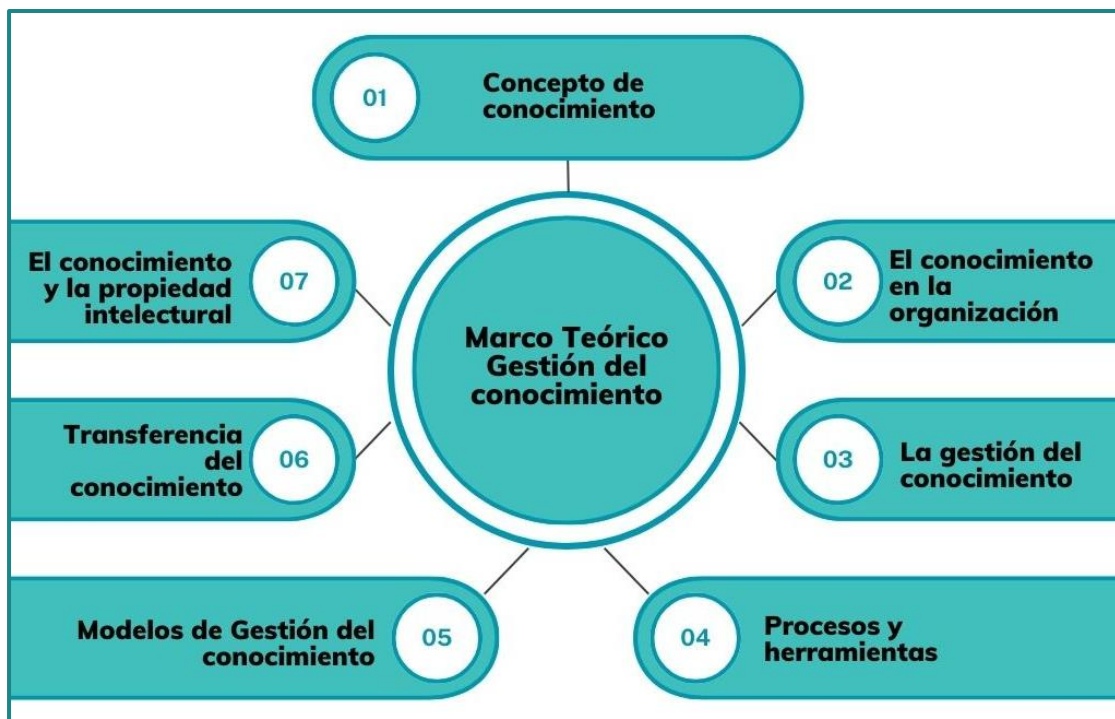 Marco Teórico
Gestión del
conocimiento
01
Concepto de
conocimiento
02
El conocimiento
en la
organización
03
La gestión del
conocimiento
04
Procesos y
herramientas
05
Modelos de Gestión del
conocimiento
06
Transferencia
del
conocimiento
07
El conocimiento
y la propiedad
intelectural